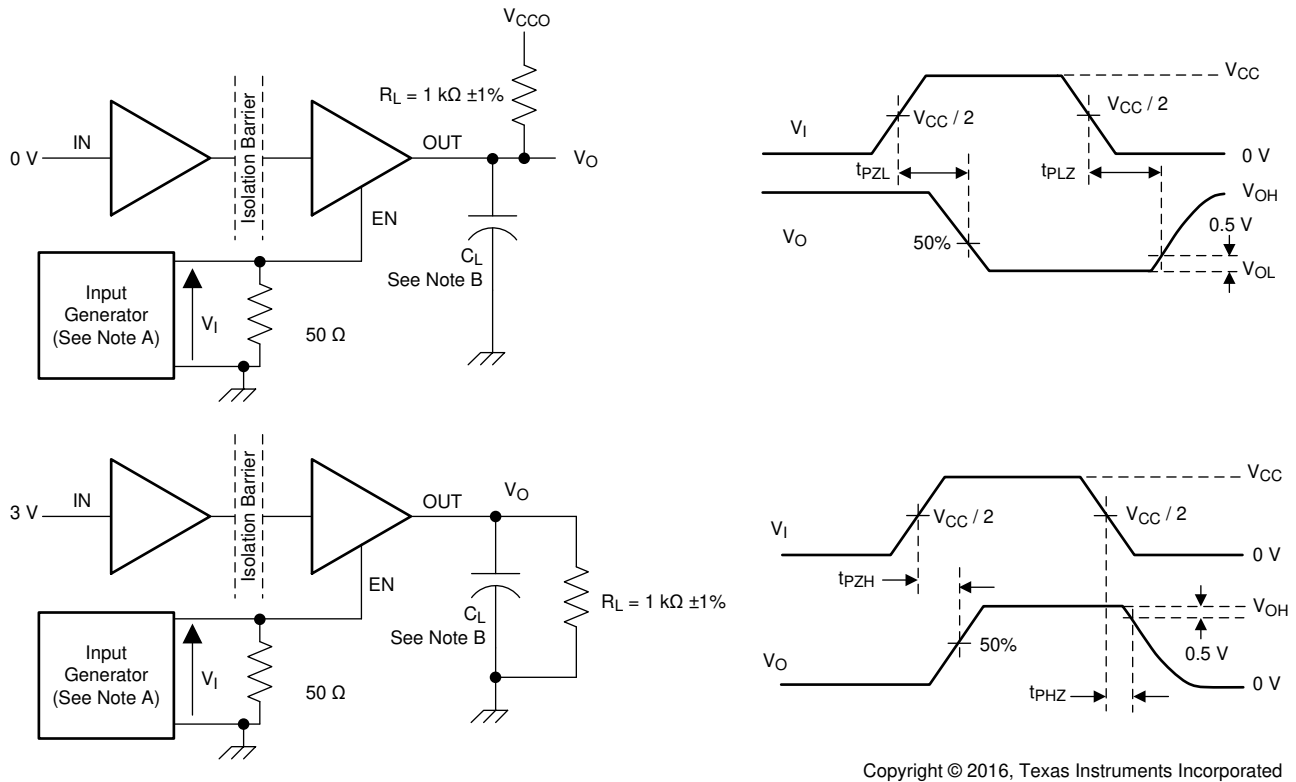 VCCO
RL = 1 kΩ ±1%
0 V
IN
Isolation Barrier
OUT
VO
EN
CL
See Note B
Input
Generator
(See Note A)
VI
50 Ω
VI
VCC / 2
VCC / 2
VCC
0 V
tPZL
tPLZ
VO
50%
VOH
0.5 V
VOL
3 V
IN
Isolation Barrier
OUT
VO
EN
CL
See Note B
RL = 1 kΩ ±1%
Input
Generator
(See Note A)
VI
50 Ω
VI
VCC / 2
VCC / 2
VCC
0 V
tPZH
VO
50%
VOH
0.5 V
tPHZ
0 V
Copyright © 2016, Texas Instruments Incorporated